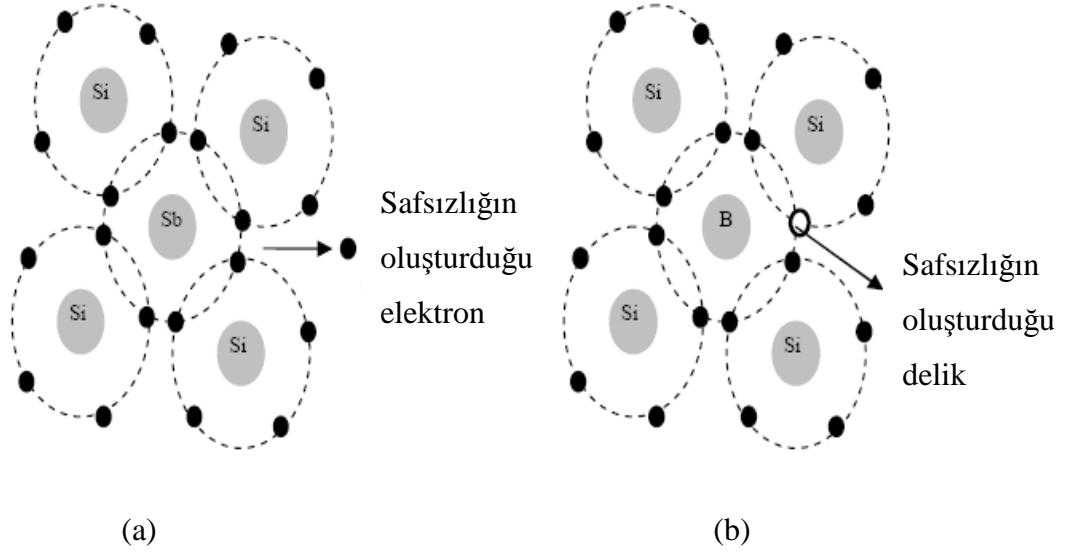 Si
Si
Sb
Si
Si
Safsızlığın
oluşturduğu
elektron
(a)
Si
Si
B
Si
Si
Safsızlığın
oluşturduğu
delik
(b)